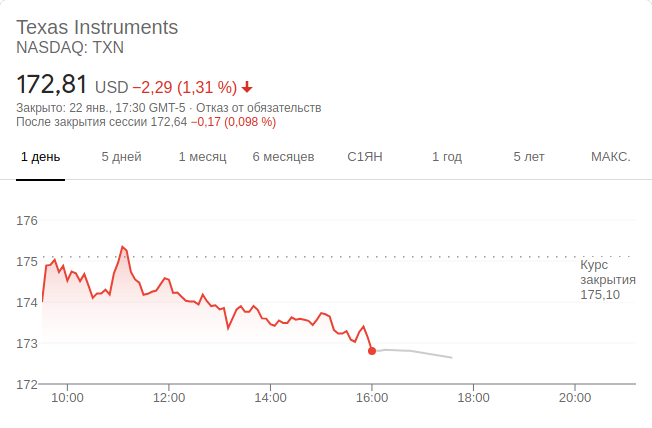 Texas Instruments
NASDAQ: TXN
172,81 USD −2,29 (1,31 %)
Закрыто: 22 янв., 17:30 GMT-5 · Отказ от обязательств
После закрытия сессии 172,64 −0,17 (0,098 %)
1 день 5 дней 1 месяц 6 месяцев С1ЯН 1 год 5 лет МАКС.
176
175
Курс
закрытия
175,10
174
173
172
10:00 12:00 14:00 16:00 18:00 20:00